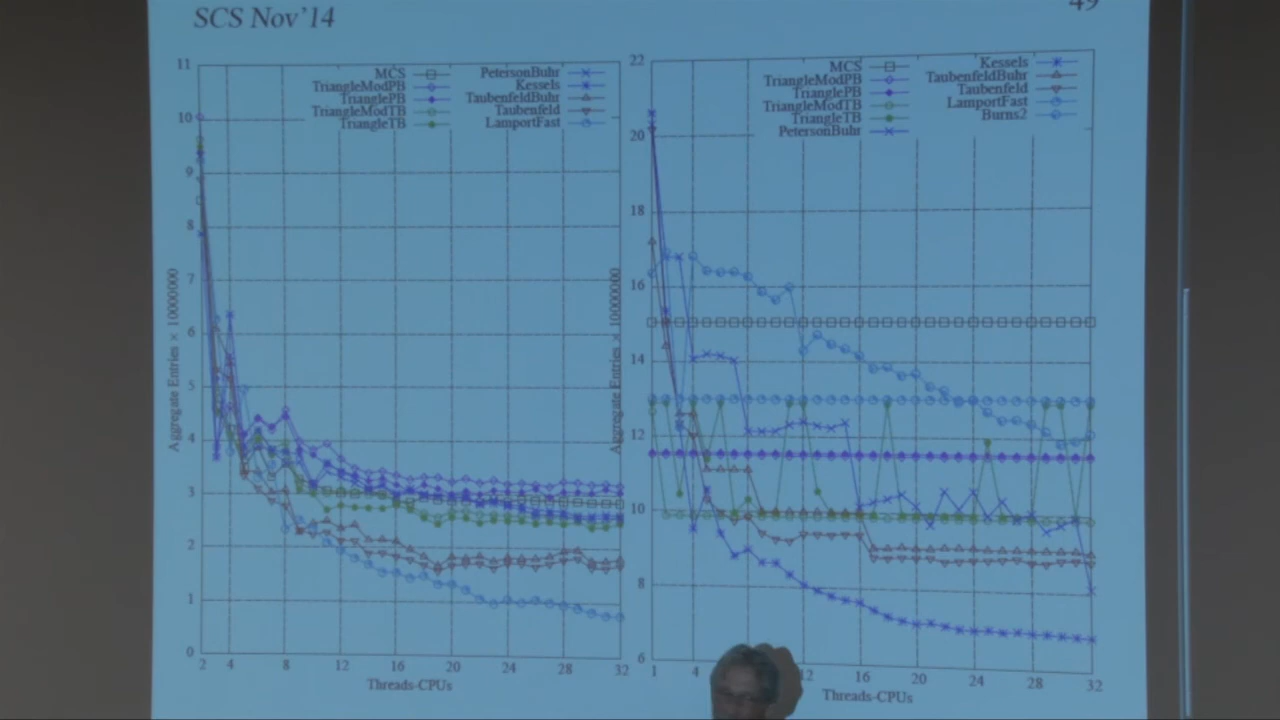 SCS Nov'14
49
11
10
9
8
7
6
5
4
3
2
1
0
MCS
TriangleModPB
TrianglePB
TriangleModTB
TriangleTB
PetersonBuhr
Kessels
TaubenfeldBuhr
Taubenfeld
LamportFast
Aggregate Entries × 10000000
2 4 8 12 16 20 24 28 32
Threads-CPUs
22
20
18
16
14
12
10
8
6
MCS
TriangleModPB
TrianglePB
TriangleModTB
TriangleTB
PetersonBuhr
Kessels
TaubenfeldBuhr
Taubenfeld
LamportFast
Burns2
Aggregate Entries × 10000000
1 4 12 16 20 24 28 32
Threads-CPUs